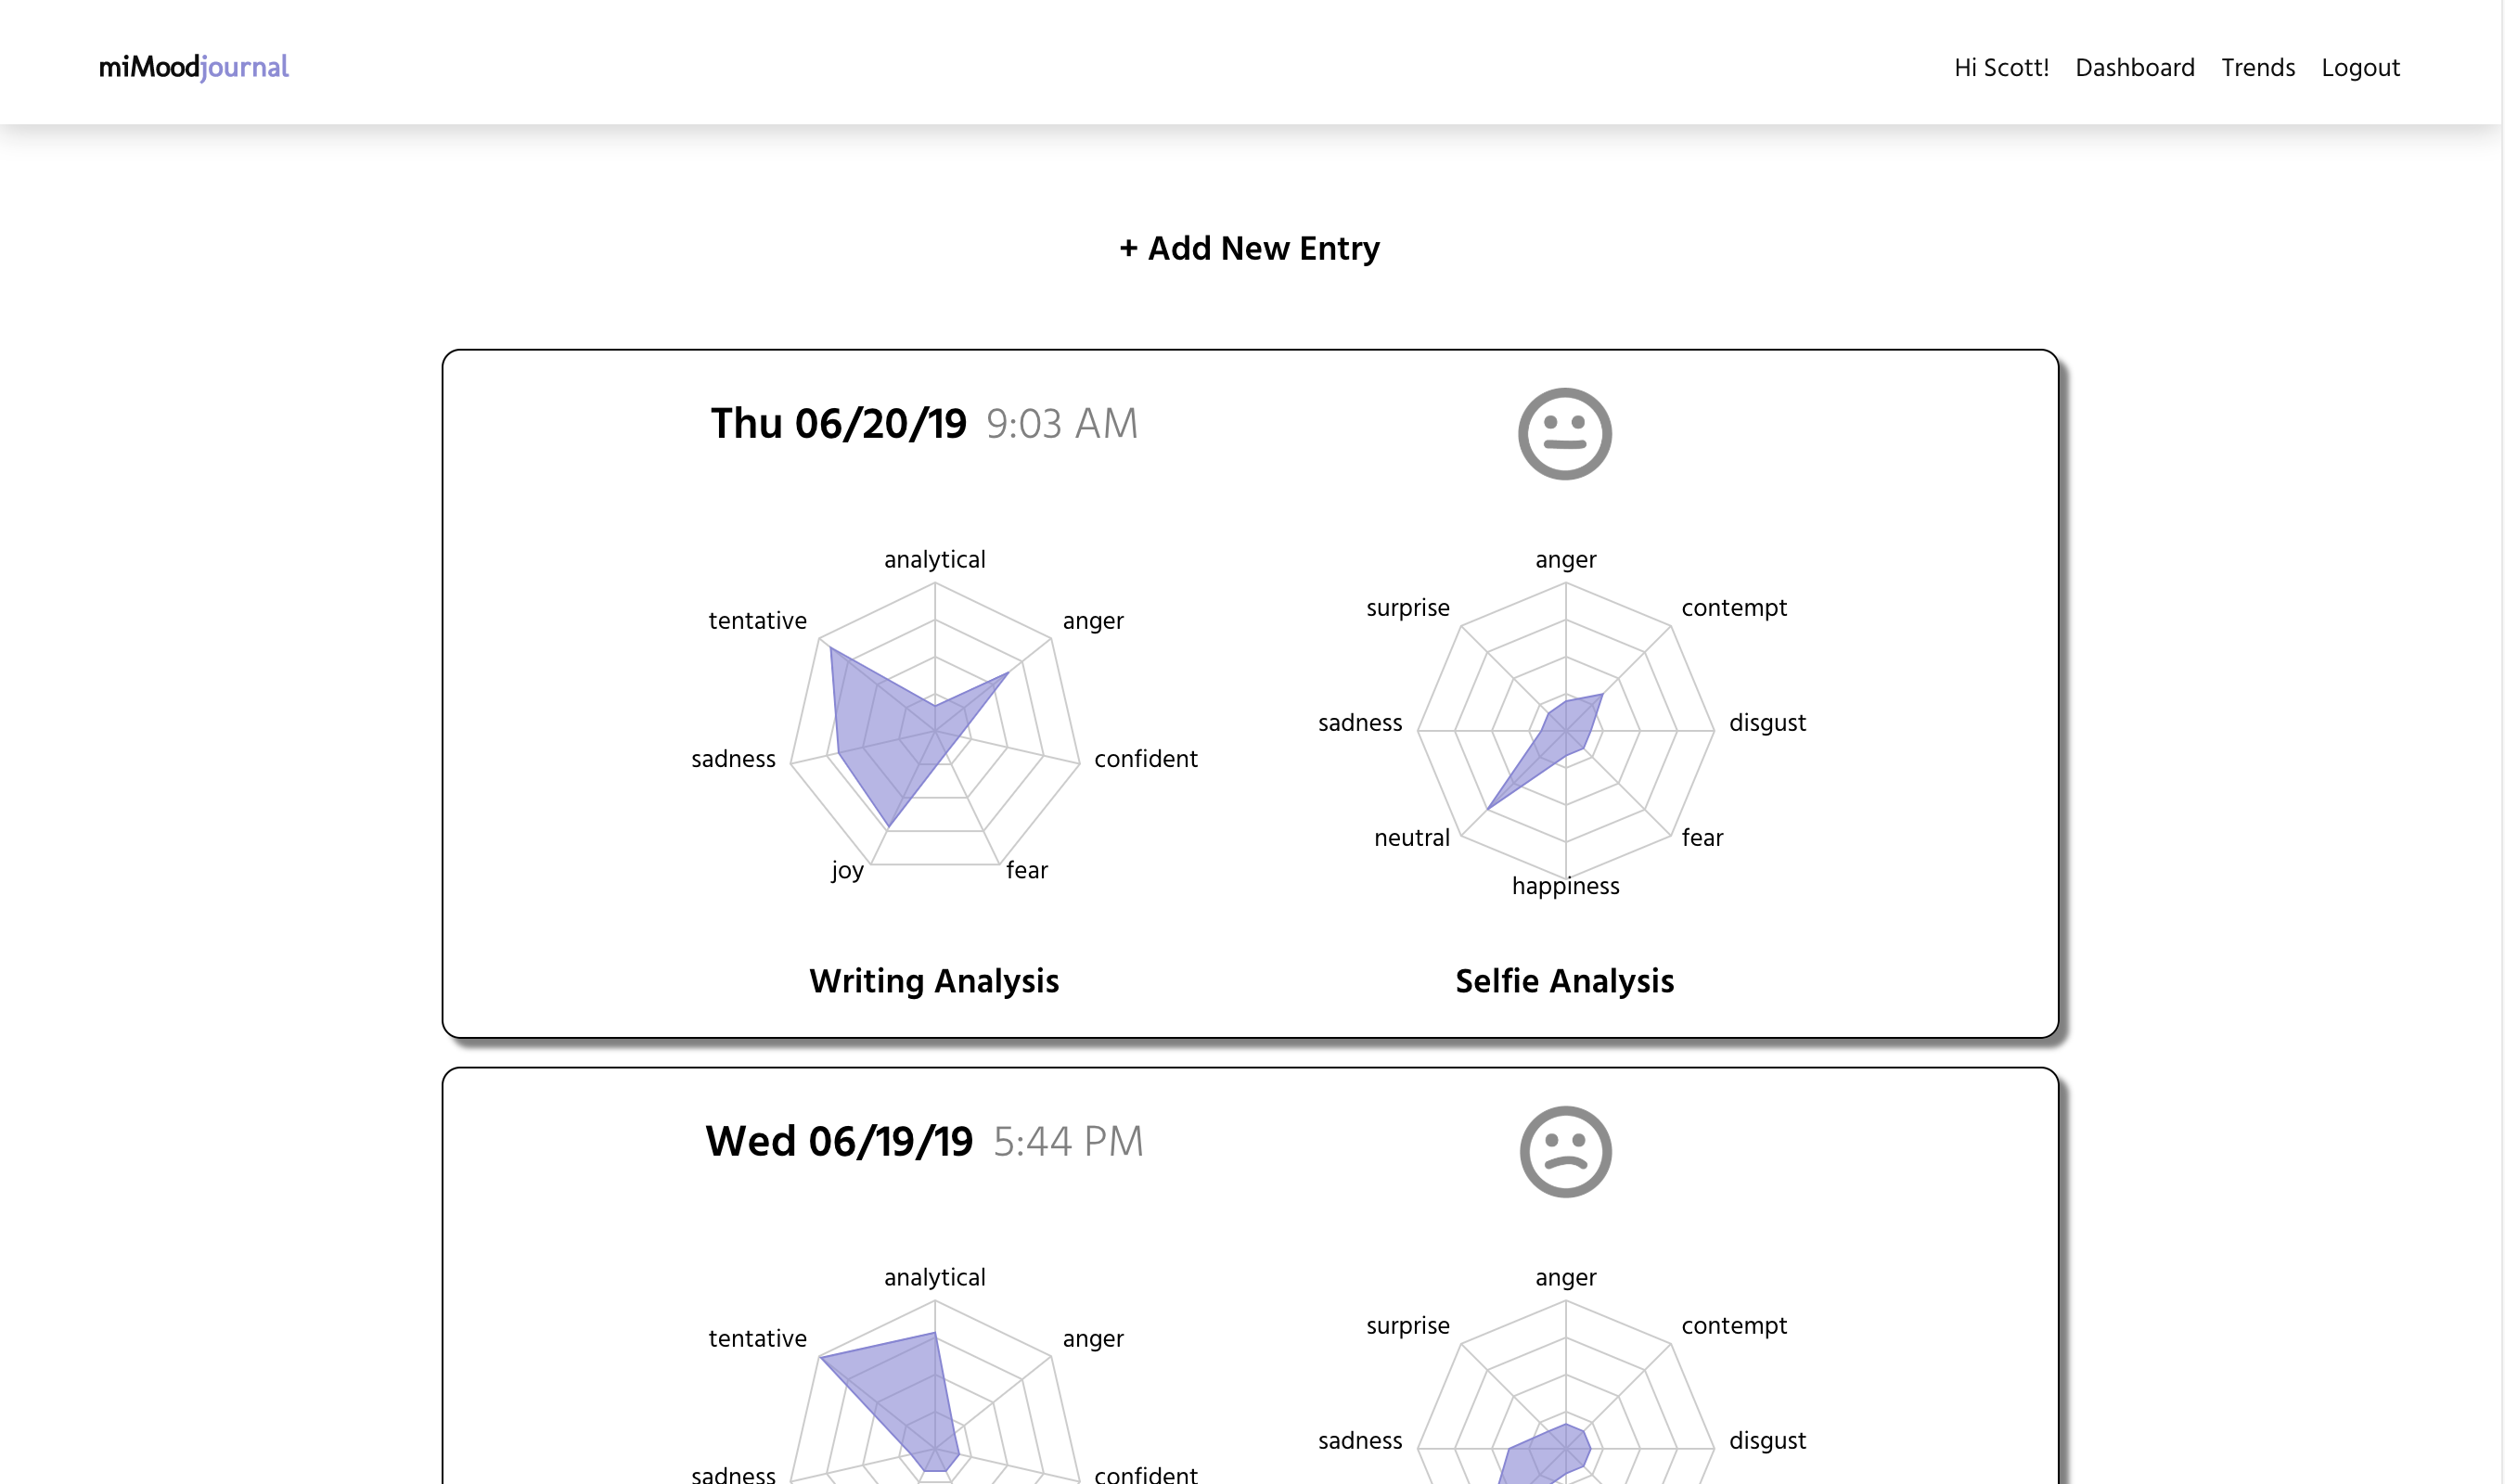 miMoodjournal
Hi Scott! Dashboard Trends Logout
+ Add New Entry
Thu 06/20/19 9:03 AM
analytical
tentative
anger
sadness
confident
joy
fear
Writing Analysis
anger
surprise
contempt
sadness
disgust
neutral
fear
happiness
Selfie Analysis
Wed 06/19/19 5:44 PM
analytical
tentative
anger
sadness
confident
anger
surprise
contempt
sadness
disgust